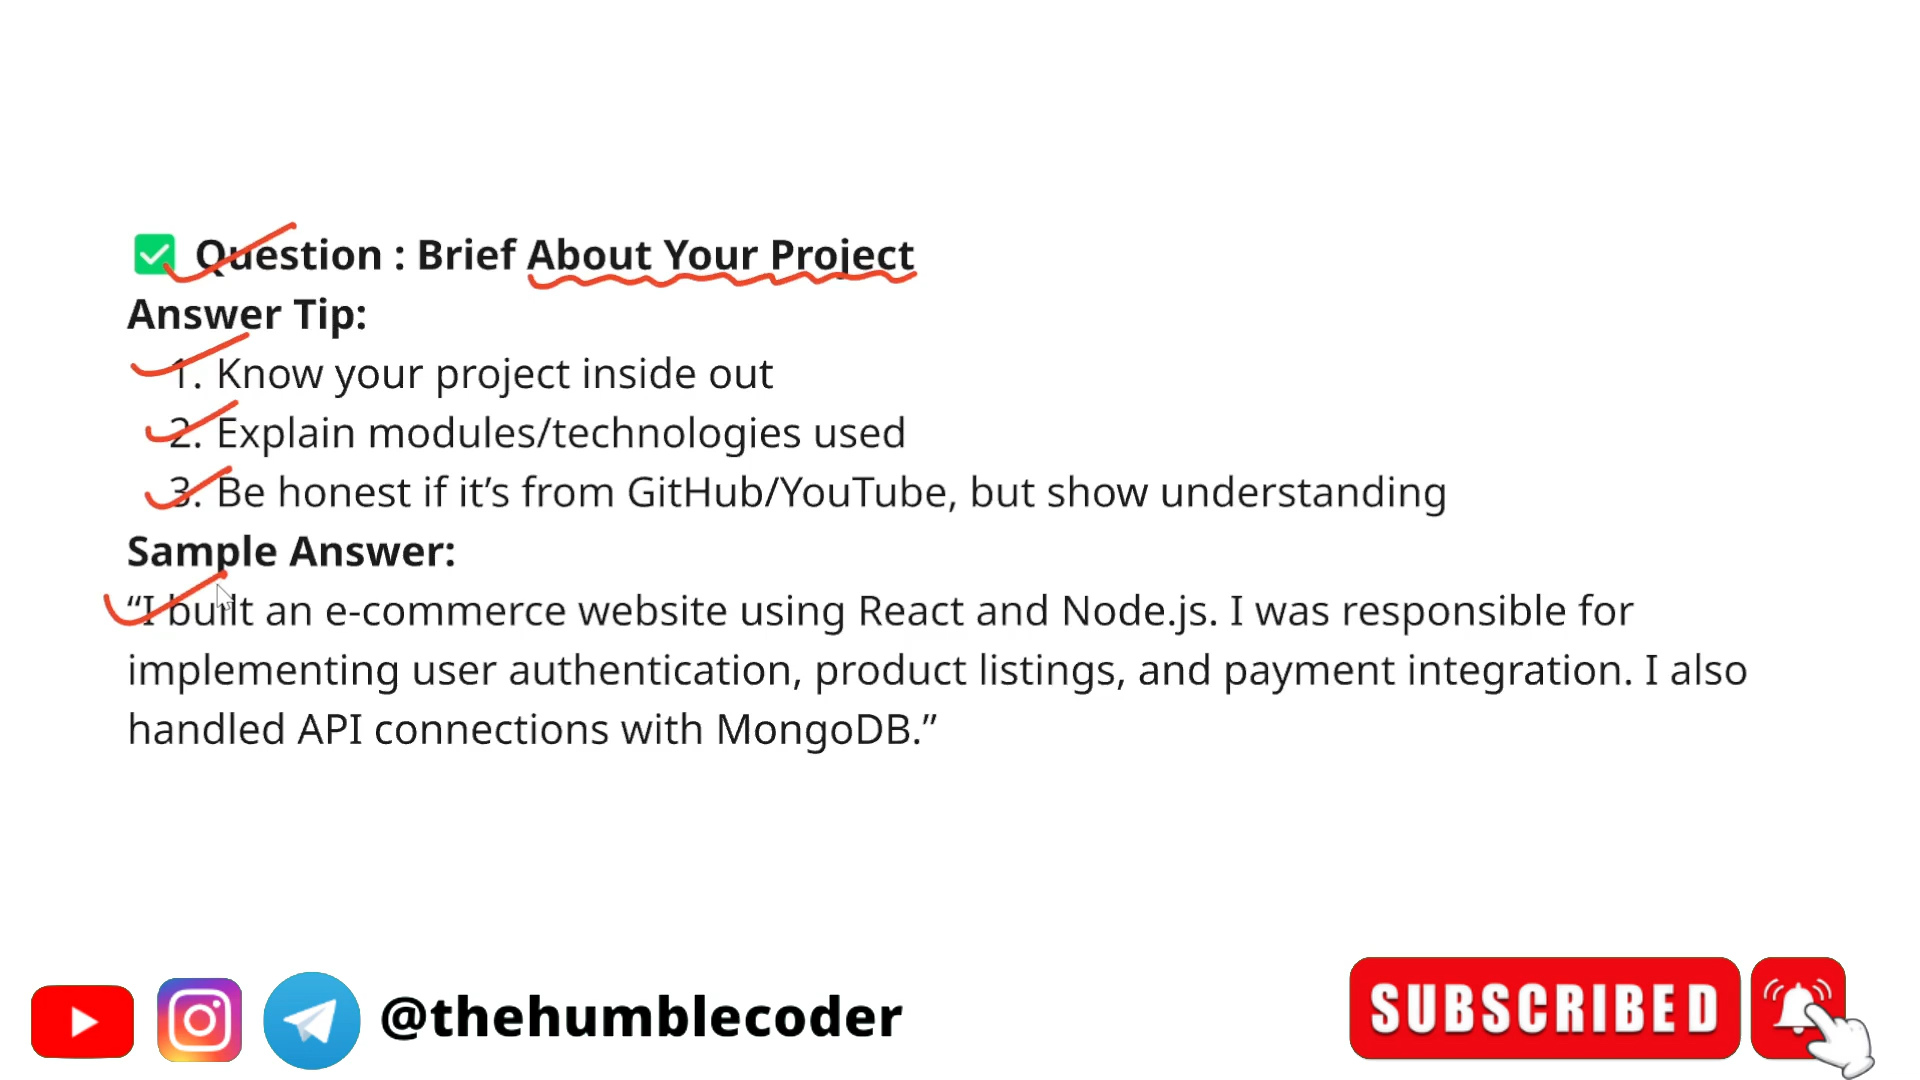 ✅ Question : Brief About Your Project
Answer Tip:
1. Know your project inside out
2. Explain modules/technologies used
3. Be honest if it’s from GitHub/YouTube, but show understanding
Sample Answer:
“I built an e-commerce website using React and Node.js. I was responsible for
implementing user authentication, product listings, and payment integration. I also
handled API connections with MongoDB.”
@thehumblecoder
SUBSCRIBED